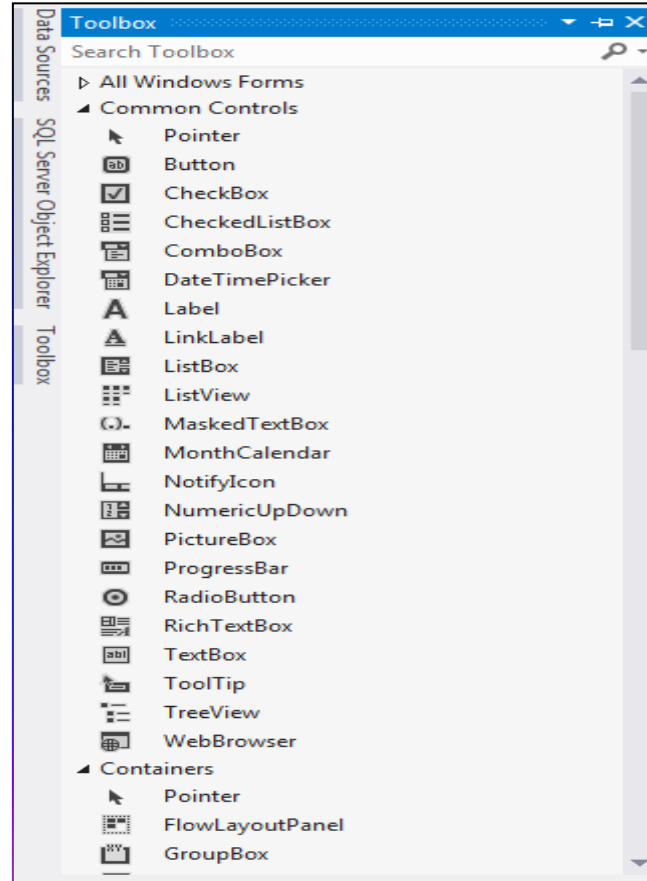 Data Sources
SQL Server Object Explorer
Toolbox
Toolbox
Search Toolbox
All Windows Forms
Common Controls
Pointer
Button
CheckBox
CheckedListBox
ComboBox
DateTimePicker
Label
LinkLabel
ListBox
ListView
MaskedTextBox
MonthCalendar
NotifyIcon
NumericUpDown
PictureBox
ProgressBar
RadioButton
RichTextBox
TextBox
ToolTip
TreeView
WebBrowser
Containers
Pointer
FlowLayoutPanel
GroupBox